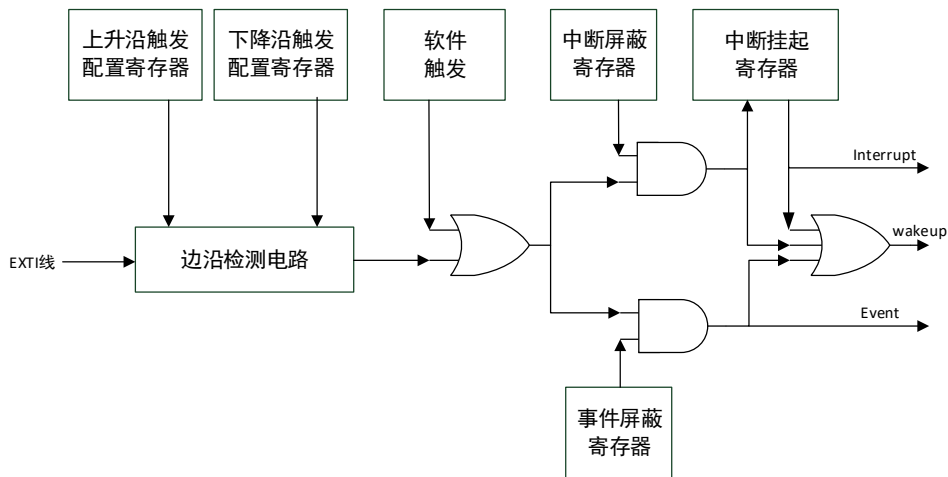 上升沿触发
配置寄存器
下降沿触发
配置寄存器
软件
触发
中断屏蔽
寄存器
中断挂起
寄存器
Interrupt
wakeup
EXTI线
边沿检测电路
Event
事件屏蔽
寄存器